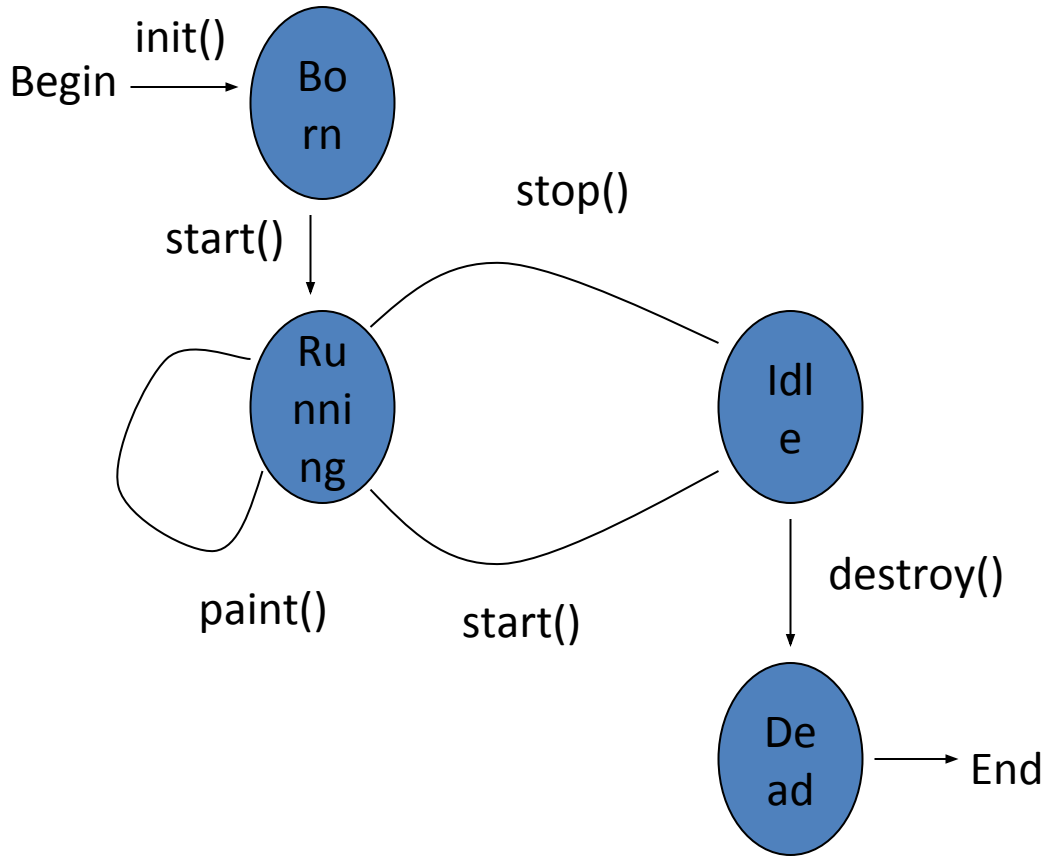 init()
Begin
Bo
rn
stop()
start()
Ru
nni
ng
Idl
e
destroy()
paint()
start()
De
ad
End